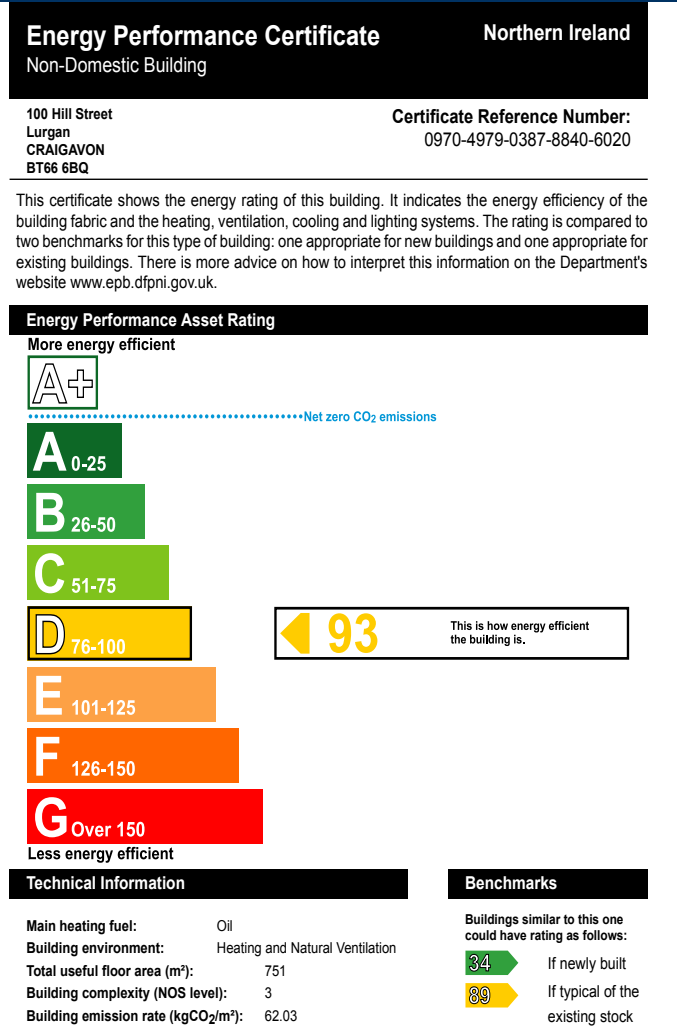 Energy Performance Certificate
Northern Ireland
Non-Domestic Building
100 Hill Street
Lurgan
CRAIGAVON
BT66 6BQ
Certificate Reference Number:
0970-4979-0387-8840-6020
This certificate shows the energy rating of this building. It indicates the energy efficiency of the
building fabric and the heating, ventilation, cooling and lighting systems. The rating is compared to
two benchmarks for this type of building: one appropriate for new buildings and one appropriate for
existing buildings. There is more advice on how to interpret this information on the Department's
website www.epb.dfpni.gov.uk.
Energy Performance Asset Rating
More energy efficient
A+
Net zero CO₂ emissions
A 0-25
B 26-50
C 51-75
D 76-100
93
This is how energy efficient
the building is.
E 101-125
F 126-150
G Over 150
Less energy efficient
Technical Information
Main heating fuel: Oil
Building environment: Heating and Natural Ventilation
Total useful floor area (m²): 751
Building complexity (NOS level): 3
Building emission rate (kgCO₂/m²): 62.03
Benchmarks
Buildings similar to this one
could have rating as follows:
34 If newly built
89 If typical of the
existing stock